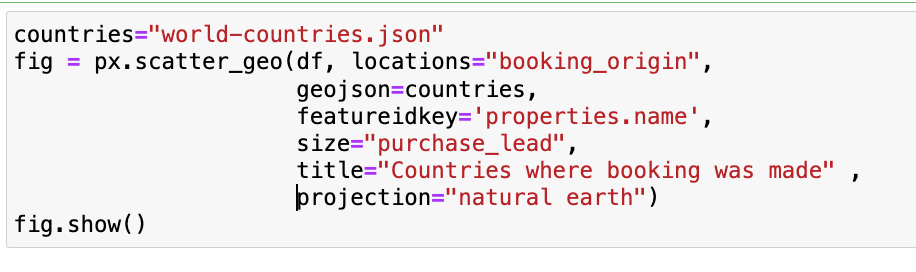 countries="world-countries.json"
fig = px.scatter_geo(df, locations="booking_origin",
                     geojson=countries,
                     featureidkey='properties.name',
                     size="purchase_lead",
                     title="Countries where booking was made" ,
                     projection="natural earth")
fig.show()